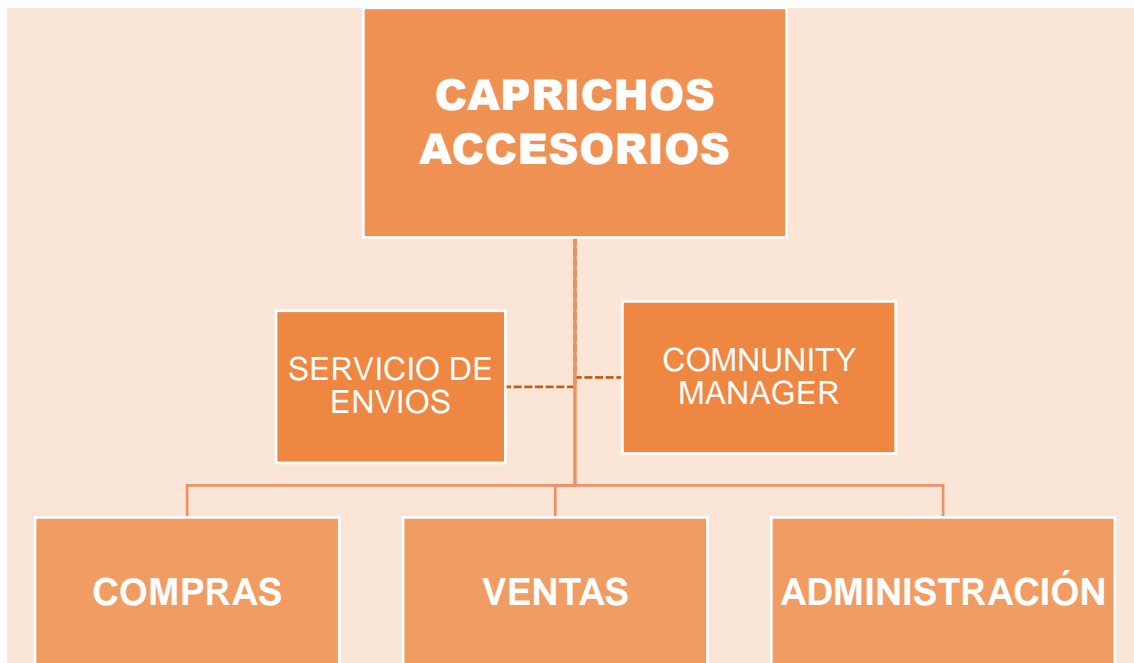 CAPRICHOS
ACCESORIOS
SERVICIO DE
ENVIOS
COMNUNITY
MANAGER
COMPRAS
VENTAS
ADMINISTRACIÓN